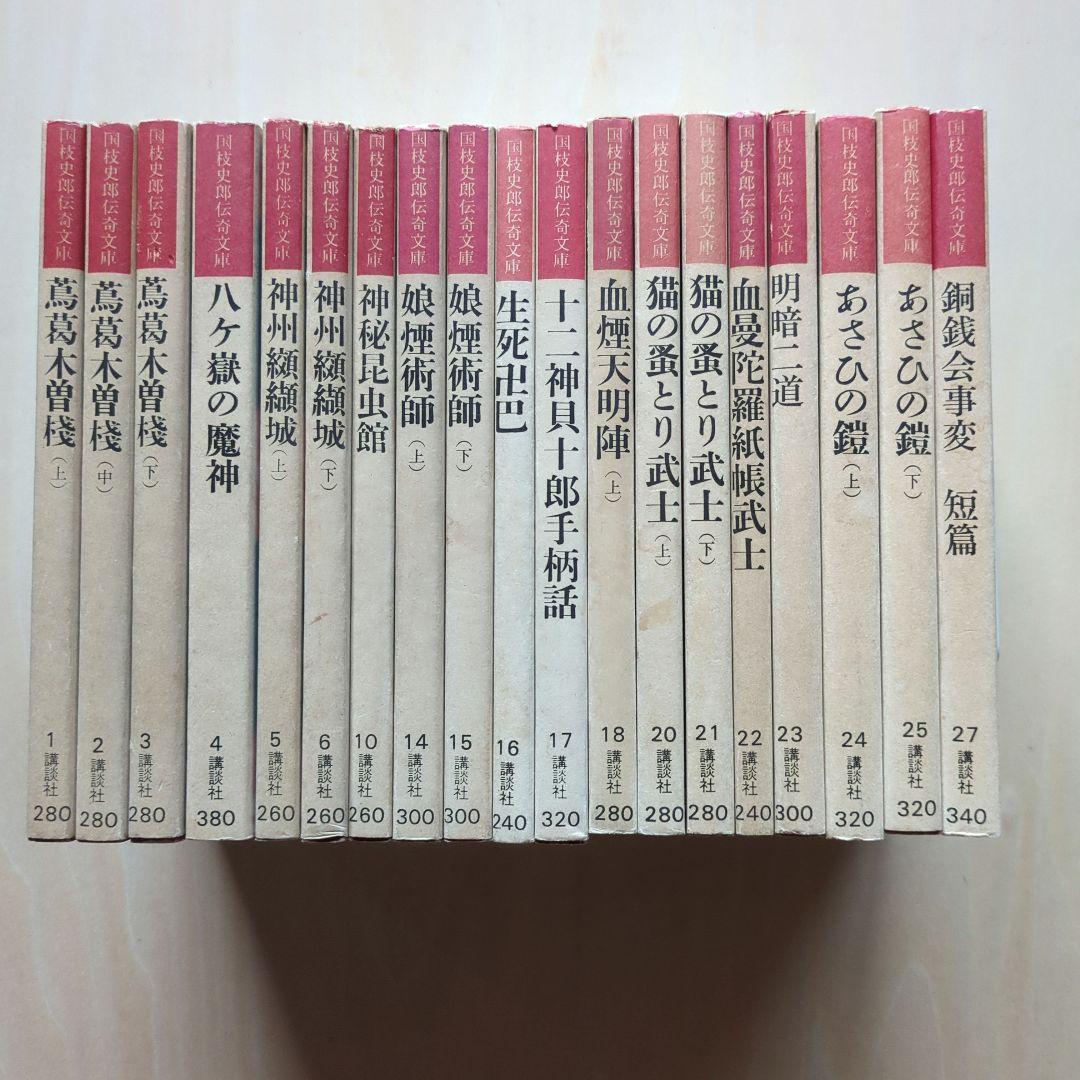 国枝史郎伝奇文庫
蔦葛木曽棧(上)
1
講談社
280
国枝史郎伝奇文庫
蔦葛木曽棧(中)
2
講談社
280
国枝史郎伝奇文庫
蔦葛木曽棧(下)
3
講談社
280
国枝史郎伝奇文庫
八ケ嶽の魔神
4
講談社
380
国枝史郎伝奇文庫
神州纐纈城(上)
5
講談社
260
国枝史郎伝奇文庫
神州纐纈城(下)
6
講談社
260
国枝史郎伝奇文庫
神秘昆虫館
10
講談社
260
国枝史郎伝奇文庫
娘煙術師(上)
14
講談社
300
国枝史郎伝奇文庫
娘煙術師(下)
15
講談社
300
国枝史郎伝奇文庫
生死卍巴
16
講談社
240
国枝史郎伝奇文庫
十二神貝十郎手柄話
17
講談社
320
国枝史郎伝奇文庫
血煙天明陣(上)
18
講談社
280
国枝史郎伝奇文庫
猫の蚤とり武士(上)
20
講談社
280
国枝史郎伝奇文庫
猫の蚤とり武士(下)
21
講談社
280
国枝史郎伝奇文庫
血曼陀羅紙帳武士
22
講談社
240
国枝史郎伝奇文庫
明暗二道
23
講談社
300
国枝史郎伝奇文庫
あさひの鎧(上)
24
講談社
320
国枝史郎伝奇文庫
あさひの鎧(下)
25
講談社
320
国枝史郎伝奇文庫
銅銭会事変 短篇
27
講談社
340